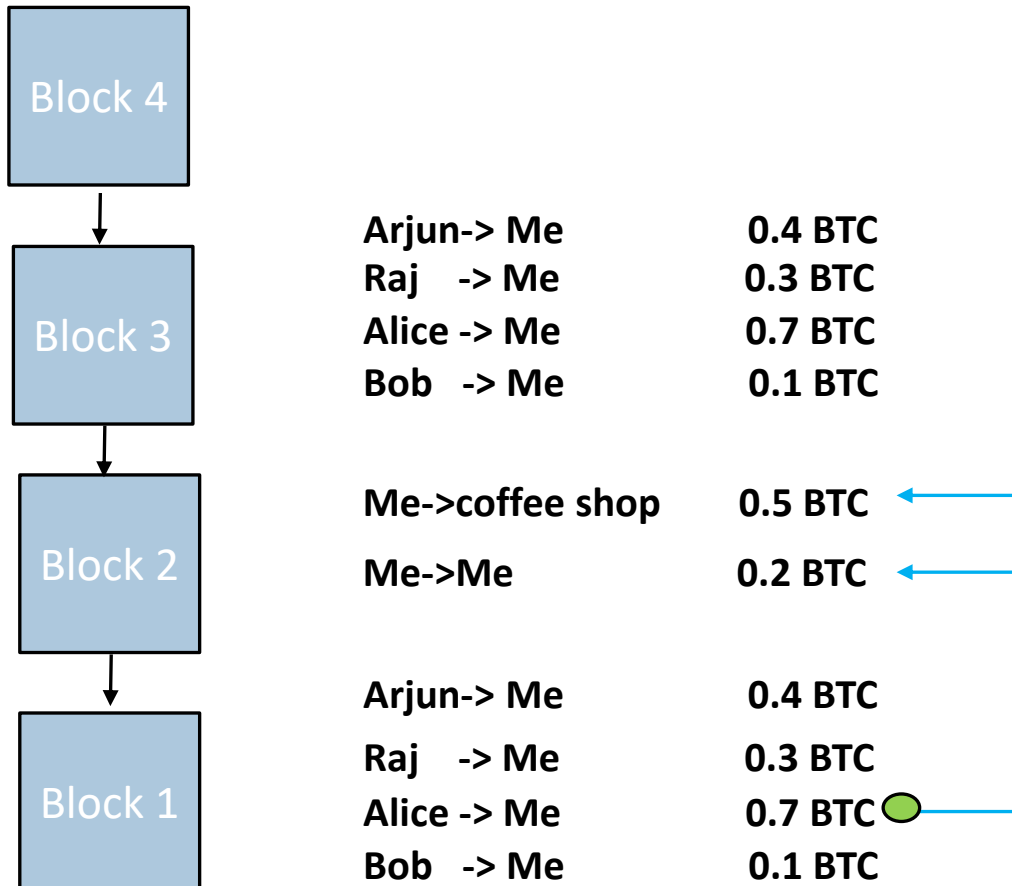 Block 4
Arjun-> Me 0.4 BTC
Raj -> Me 0.3 BTC
Block 3
Alice -> Me 0.7 BTC
Bob -> Me 0.1 BTC
Me->coffee shop 0.5 BTC
Block 2
Me->Me 0.2 BTC
Arjun-> Me 0.4 BTC
Raj -> Me 0.3 BTC
Block 1
Alice -> Me 0.7 BTC
Bob -> Me 0.1 BTC